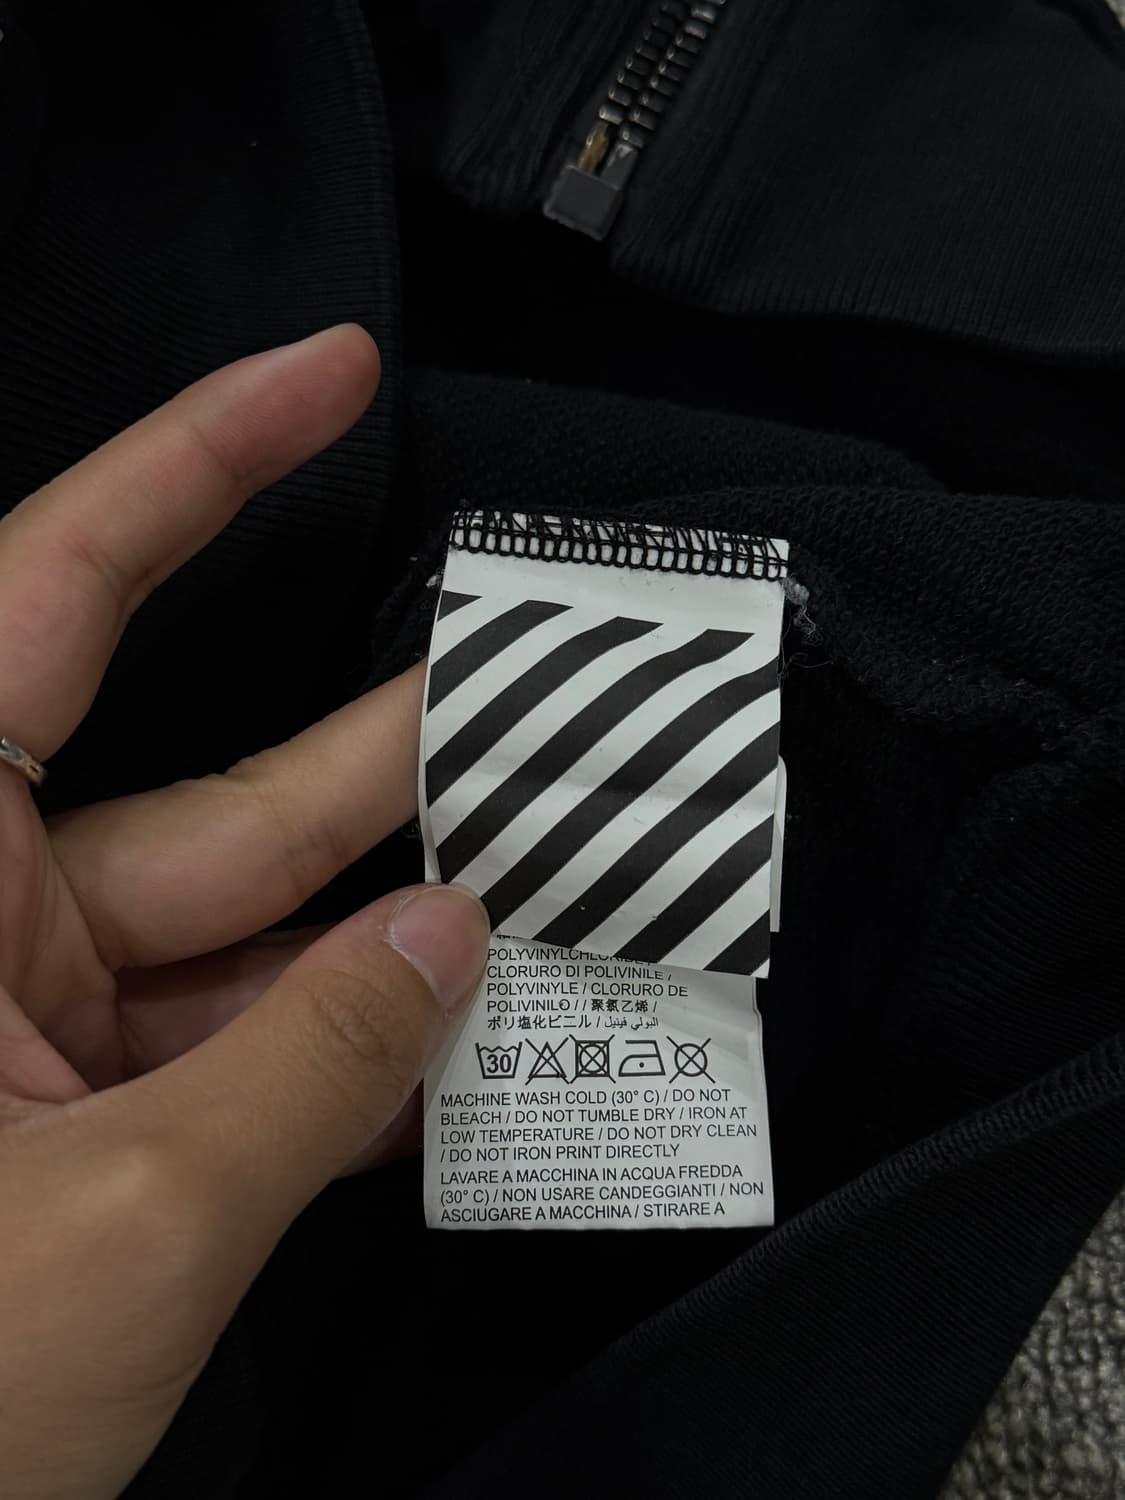 POLYVINYLCHLORIDE /
CLORURO DI POLIVINILE /
POLYVINYLE / CLORURO DE
POLIVINILO / / 聚氯乙烯 /
ポリ塩化ビニル / البولي فينيل
30
MACHINE WASH COLD (30° C) / DO NOT
BLEACH / DO NOT TUMBLE DRY / IRON AT
LOW TEMPERATURE / DO NOT DRY CLEAN
/ DO NOT IRON PRINT DIRECTLY
LAVARE A MACCHINA IN ACQUA FREDDA
(30° C) / NON USARE CANDEGGIANTI / NON
ASCIUGARE A MACCHINA / STIRARE A